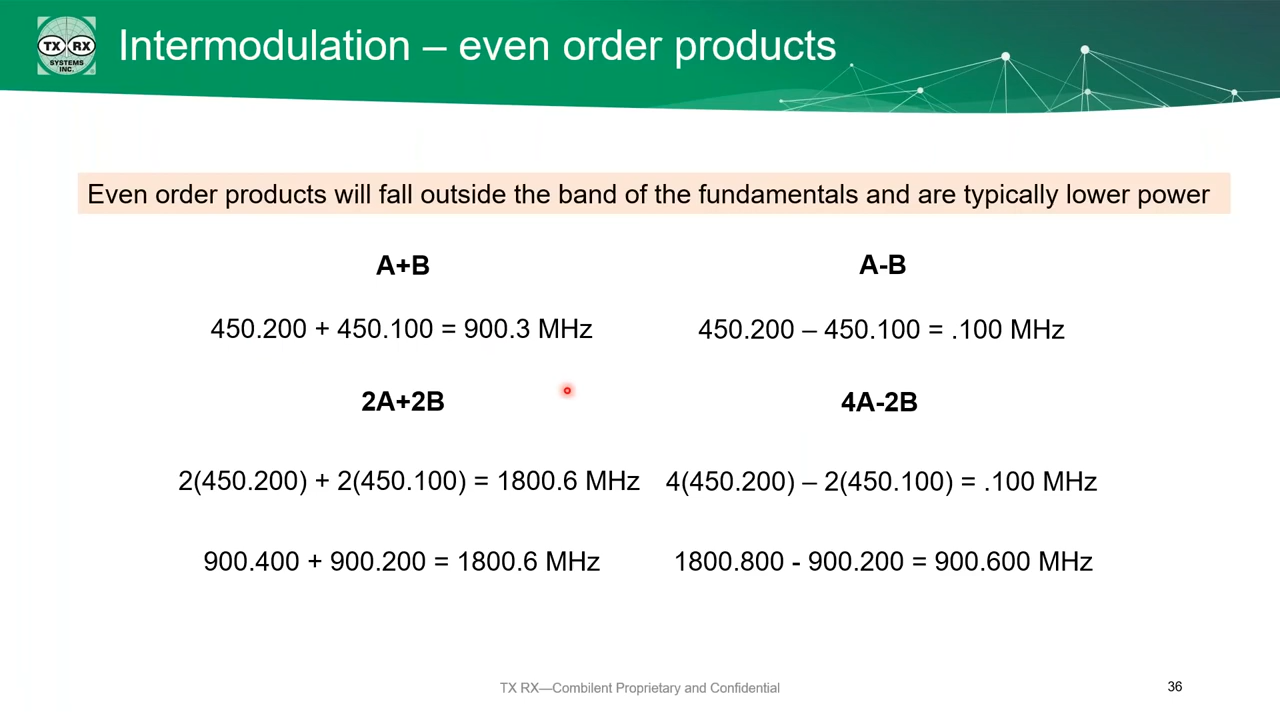 TX RX
SYSTEMS
INC.
Intermodulation – even order products
Even order products will fall outside the band of the fundamentals and are typically lower power
A+B
A-B
450.200 + 450.100 = 900.3 MHz
450.200 – 450.100 = .100 MHz
2A+2B
4A-2B
2(450.200) + 2(450.100) = 1800.6 MHz
4(450.200) – 2(450.100) = .100 MHz
900.400 + 900.200 = 1800.6 MHz
1800.800 - 900.200 = 900.600 MHz
TX RX—Combilent Proprietary and Confidential
36